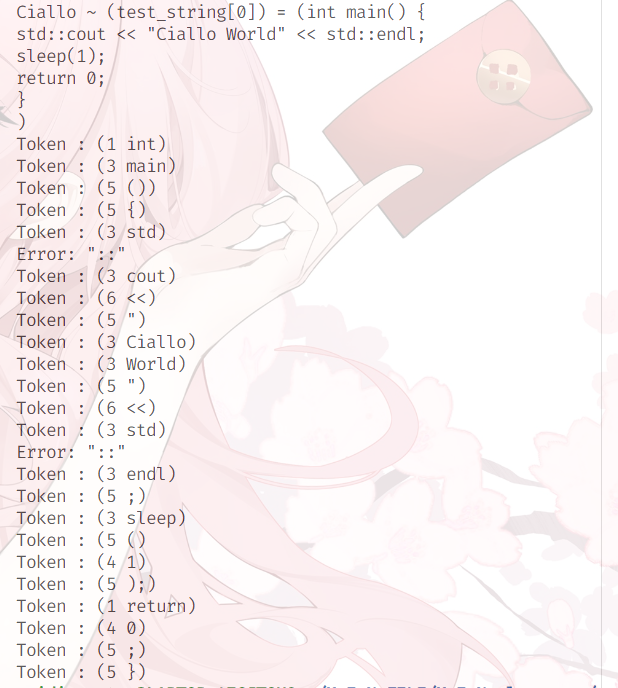 Ciallo ~ (test_string[0]) = (int main() {
std::cout << "Ciallo World" << std::endl;
sleep(1);
return 0;
}
)
Token : (1 int)
Token : (3 main)
Token : (5 ())
Token : (5 {)
Token : (3 std)
Error: "::"
Token : (3 cout)
Token : (6 <<)
Token : (5 ")
Token : (3 Ciallo)
Token : (3 World)
Token : (5 ")
Token : (6 <<)
Token : (3 std)
Error: "::"
Token : (3 endl)
Token : (5 ;)
Token : (3 sleep)
Token : (5 ()
Token : (4 1)
Token : (5 );)
Token : (1 return)
Token : (4 0)
Token : (5 ;)
Token : (5 })